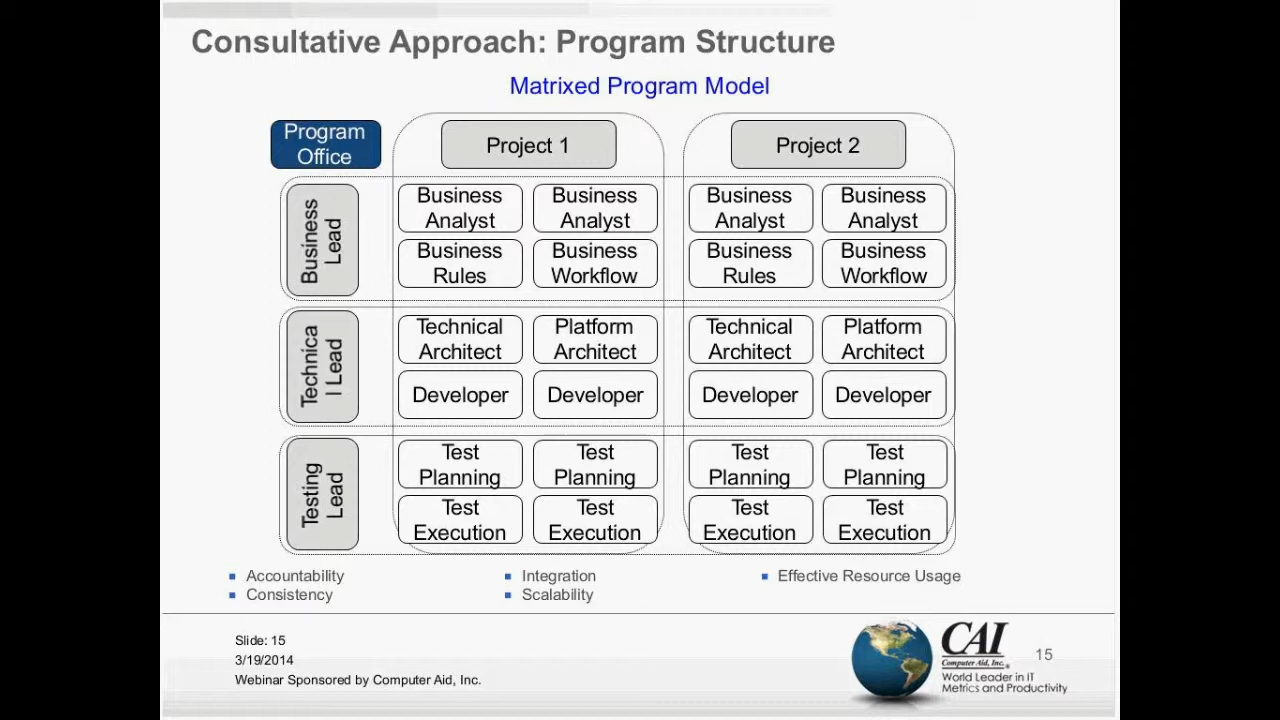 Consultative Approach: Program Structure
Matrixed Program Model
Program
Office
Project 1
Project 2
Business
Lead
Business
Analyst
Business
Analyst
Business
Analyst
Business
Analyst
Business
Rules
Business
Workflow
Business
Rules
Business
Workflow
Technica
l Lead
Technical
Architect
Platform
Architect
Technical
Architect
Platform
Architect
Developer
Developer
Developer
Developer
Testing
Lead
Test
Planning
Test
Planning
Test
Planning
Test
Planning
Test
Execution
Test
Execution
Test
Execution
Test
Execution
Accountability
Consistency
Integration
Scalability
Effective Resource Usage
Slide: 15
3/19/2014
Webinar Sponsored by Computer Aid, Inc.
CAI
Computer Aid, Inc.®
World Leader in IT
Metrics and Productivity
15